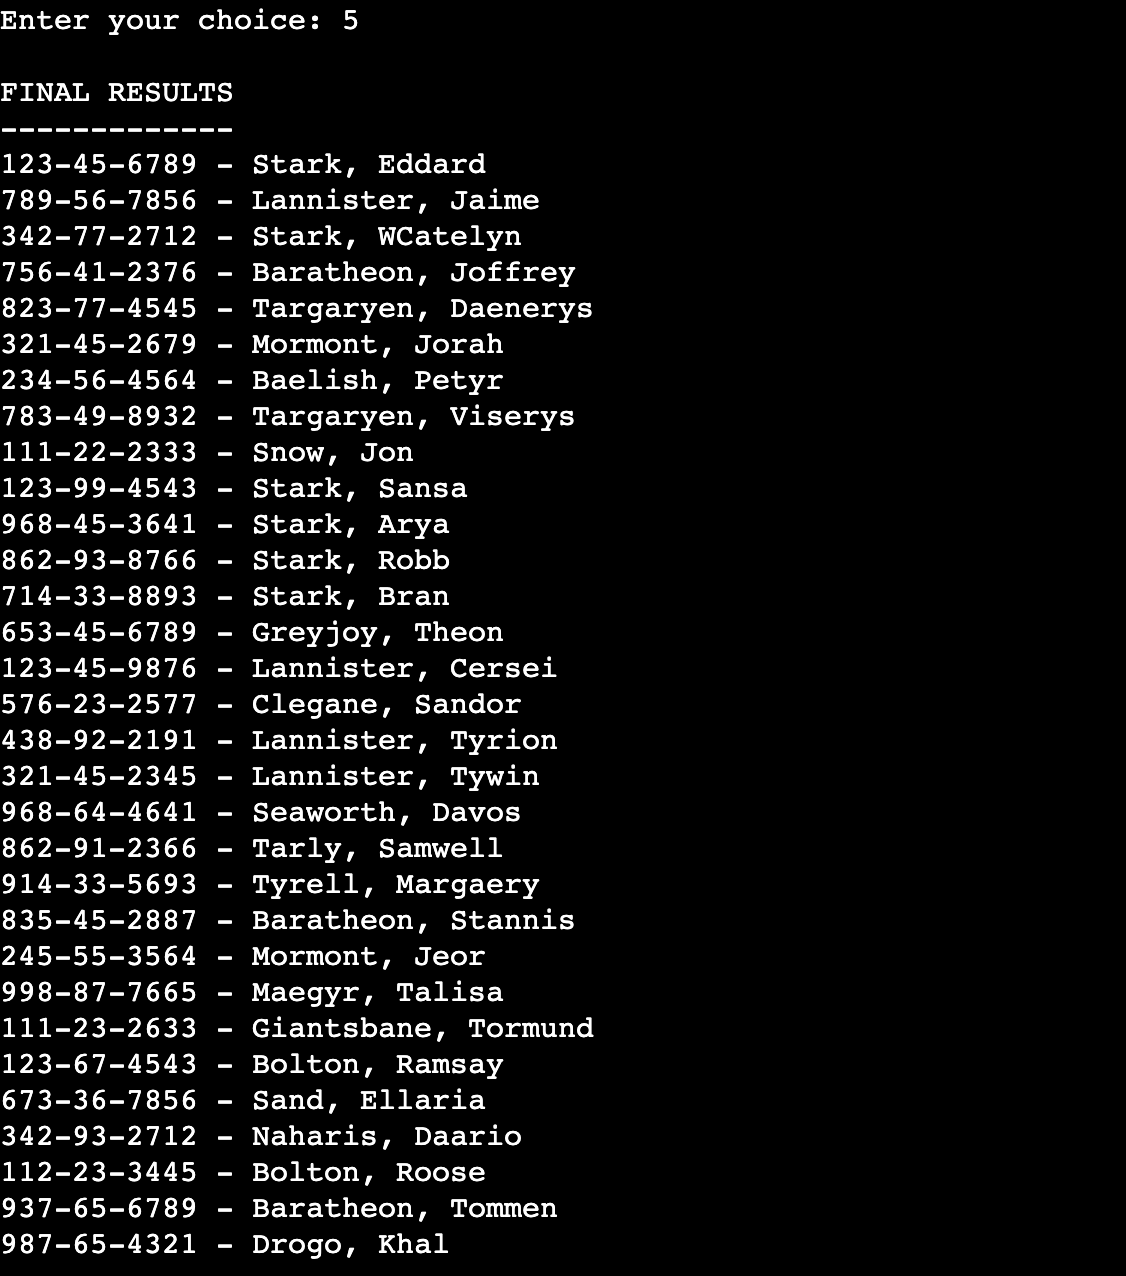 Enter your choice: 5
FINAL RESULTS
-------------
123-45-6789 - Stark, Eddard
789-56-7856 - Lannister, Jaime
342-77-2712 - Stark, WCatelyn
756-41-2376 - Baratheon, Joffrey
823-77-4545 - Targaryen, Daenerys
321-45-2679 - Mormont, Jorah
234-56-4564 - Baelish, Petyr
783-49-8932 - Targaryen, Viserys
111-22-2333 - Snow, Jon
123-99-4543 - Stark, Sansa
968-45-3641 - Stark, Arya
862-93-8766 - Stark, Robb
714-33-8893 - Stark, Bran
653-45-6789 - Greyjoy, Theon
123-45-9876 - Lannister, Cersei
576-23-2577 - Clegane, Sandor
438-92-2191 - Lannister, Tyrion
321-45-2345 - Lannister, Tywin
968-64-4641 - Seaworth, Davos
862-91-2366 - Tarly, Samwell
914-33-5693 - Tyrell, Margaery
835-45-2887 - Baratheon, Stannis
245-55-3564 - Mormont, Jeor
998-87-7665 - Maegyr, Talisa
111-23-2633 - Giantsbane, Tormund
123-67-4543 - Bolton, Ramsay
673-36-7856 - Sand, Ellaria
342-93-2712 - Naharis, Daario
112-23-3445 - Bolton, Roose
937-65-6789 - Baratheon, Tommen
987-65-4321 - Drogo, Khal